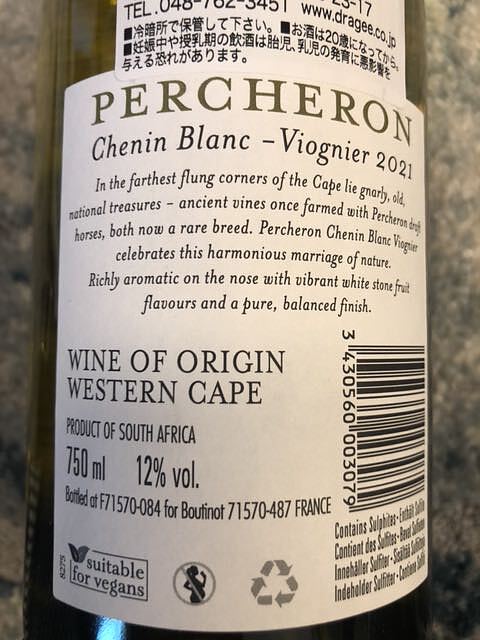 TEL.048-762-3451 www.dragee.co.jp
■冷暗所で保管して下さい。■お酒は20歳になってから。
■妊娠中や授乳期の飲酒は胎児、乳児の発育に悪影響を
与える恐れがあります。
PERCHERON
Chenin Blanc – Viognier 2021
In the farthest flung corners of the Cape lie gnarly, old,
national treasures – ancient vines once farmed with Percheron draft
horses, both now a rare breed. Percheron Chenin Blanc Viognier
celebrates this harmonious marriage of nature.
Richly aromatic on the nose with vibrant white stone fruit
flavours and a pure, balanced finish.
WINE OF ORIGIN
WESTERN CAPE
PRODUCT OF SOUTH AFRICA
750 ml 12% vol.
Bottled at F71570-084 for Boutinot 71570-487 FRANCE
8275
suitable
for vegans
3 430560 003079
Contains Sulphites - Enthält Sulfite
Contient des Sulfites - Bevat
Innehåller Sulfiter -
Indeholder Sulfitter -